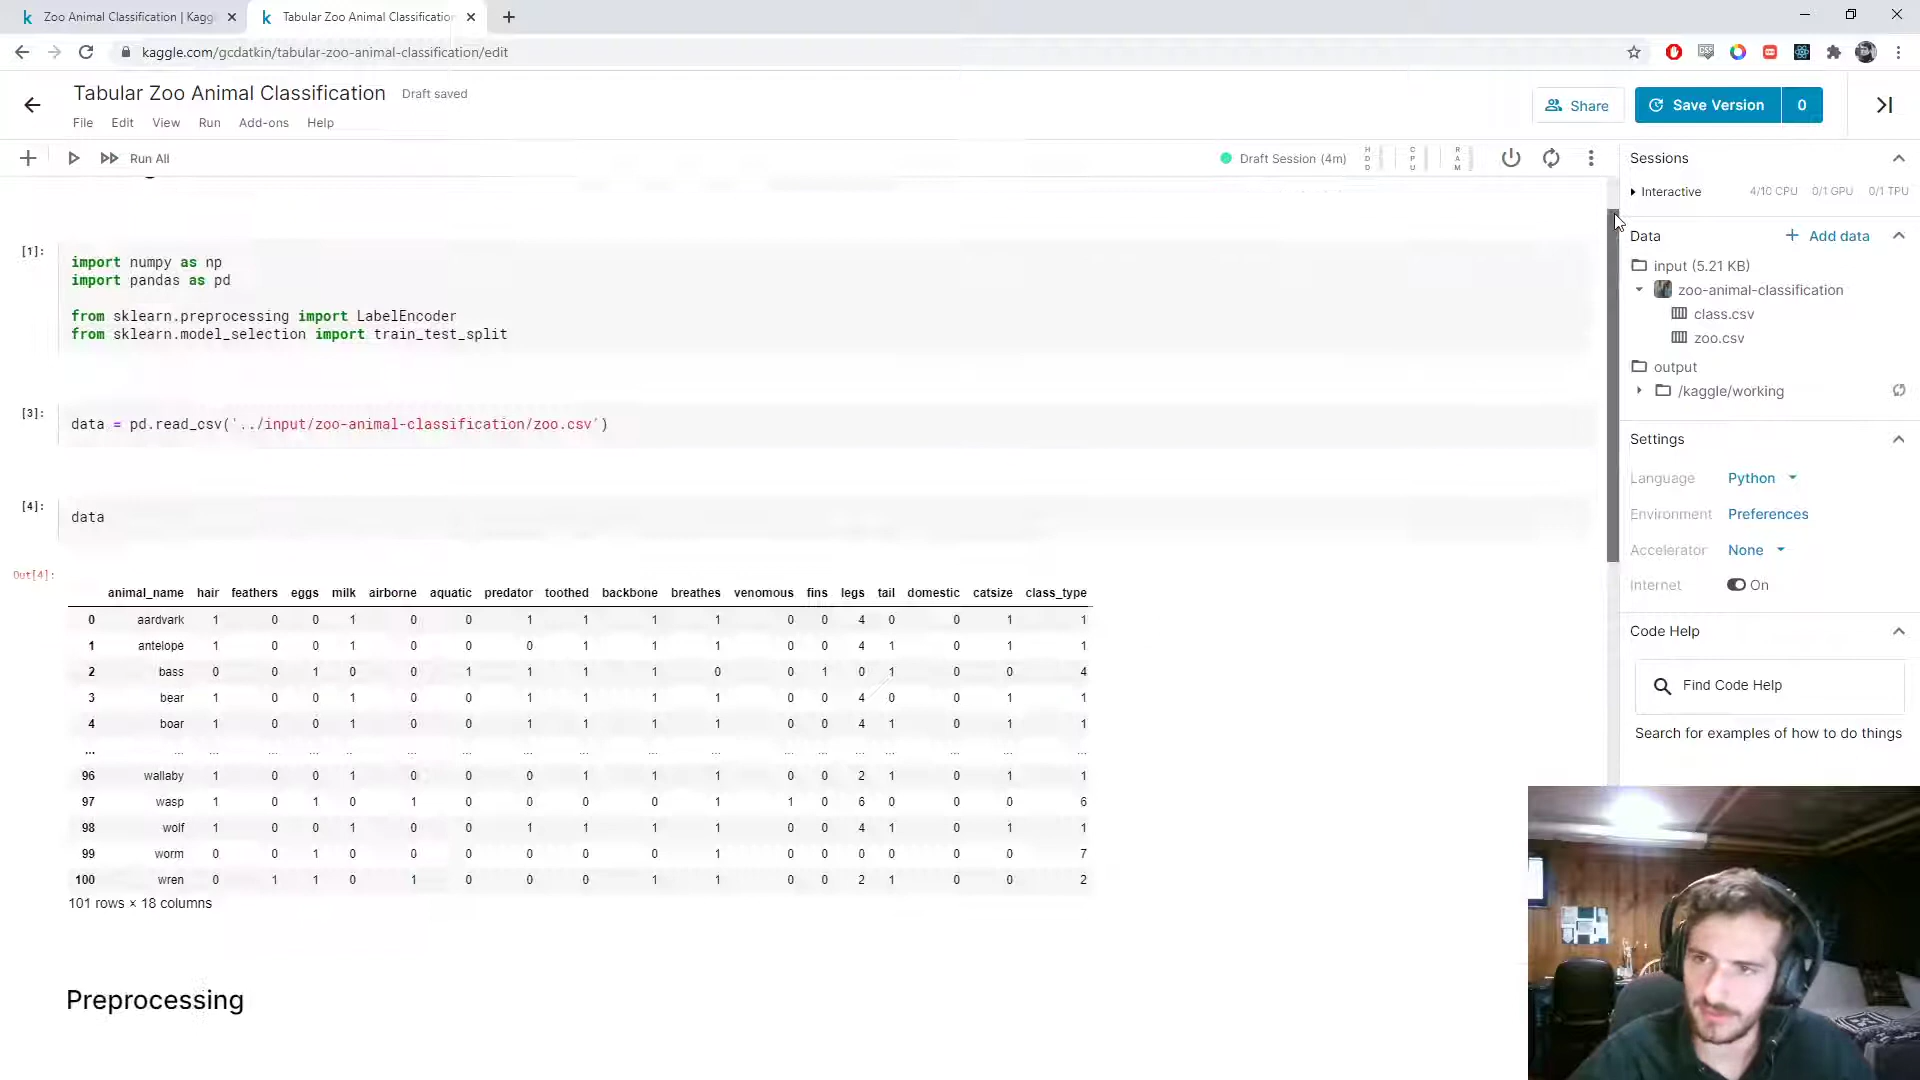 Zoo Animal Classification | Kagg
Tabular Zoo Animal Classification
kaggle.com/gcdatkin/tabular-zoo-animal-classification/edit
Tabular Zoo Animal Classification Draft saved
Share
Save Version 0
File Edit View Run Add-ons Help
Run All
Draft Session (4m)
HDD
CPU
RAM
[1]:
import numpy as np
import pandas as pd
from sklearn.preprocessing import LabelEncoder
from sklearn.model_selection import train_test_split
[3]:
data = pd.read_csv('../input/zoo-animal-classification/zoo.csv')
[4]:
data
Out[4]:
animal_name hair feathers eggs milk airborne aquatic predator toothed backbone breathes venomous fins legs tail domestic catsize class_type
0 aardvark 1 0 0 1 0 0 1 1 1 1 0 0 4 0 0 1 1
1 antelope 1 0 0 1 0 0 0 1 1 1 0 0 4 1 0 1 1
2 bass 0 0 1 0 0 1 1 1 1 0 0 1 0 1 0 0 4
3 bear 1 0 0 1 0 0 1 1 1 1 0 0 4 0 0 1 1
4 boar 1 0 0 1 0 0 1 1 1 1 0 0 4 1 0 1 1
... ... ... ... ... ... ... ... ... ... ... ... ... ... ... ... ... ... ...
96 wallaby 1 0 0 1 0 0 0 1 1 1 0 0 2 1 0 1 1
97 wasp 1 0 1 0 1 0 0 0 0 1 1 0 6 0 0 0 6
98 wolf 1 0 0 1 0 0 1 1 1 1 0 0 4 1 0 1 1
99 worm 0 0 1 0 0 0 0 0 0 1 0 0 0 0 0 0 7
100 wren 0 1 1 0 1 0 0 0 1 1 0 0 2 1 0 0 2
101 rows × 18 columns
Preprocessing
Sessions
Interactive 4/10 CPU 0/1 GPU 0/1 TPU
Data + Add data
input (5.21 KB)
zoo-animal-classification
class.csv
zoo.csv
output
/kaggle/working
Settings
Language Python
Environment Preferences
Accelerator None
Internet On
Code Help
Find Code Help
Search for examples of how to do things